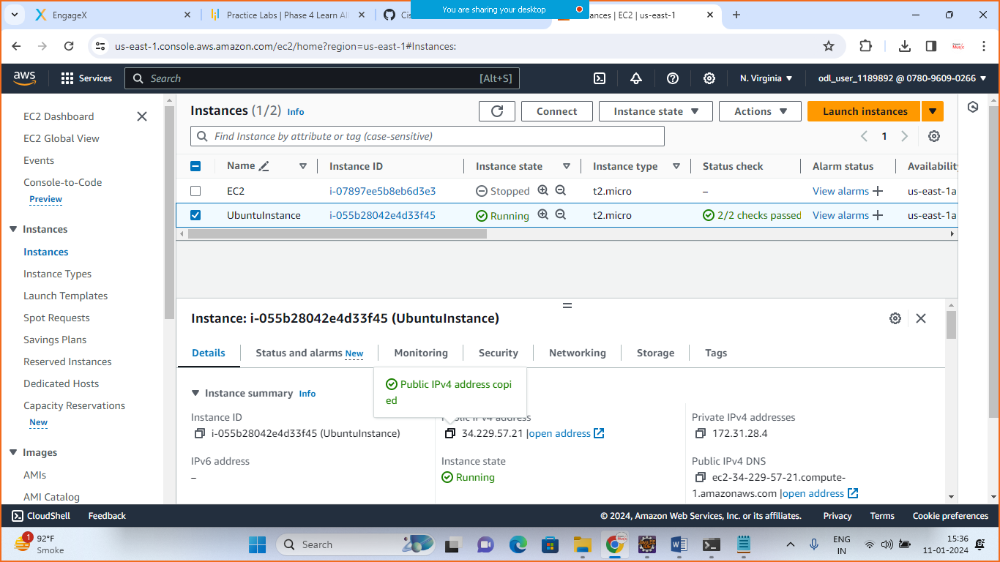 EngageX
Practice Labs | Phase 4 Learn Al
You are sharing your desktop
Instances | EC2 | us-east-1
us-east-1.console.aws.amazon.com/ec2/home?region=us-east-1#Instances:
aws
Services
Search
[Alt+S]
N. Virginia
odl_user_1189892 @ 0780-9609-0266
EC2 Dashboard
EC2 Global View
Events
Console-to-Code
Preview
Instances
Instances
Instance Types
Launch Templates
Spot Requests
Savings Plans
Reserved Instances
Dedicated Hosts
Capacity Reservations
New
Images
AMIs
AMI Catalog
Instances (1/2) Info
Connect
Instance state
Actions
Launch instances
Find Instance by attribute or tag (case-sensitive)
1
Name Instance ID Instance state Instance type Status check Alarm status Availability
EC2 i-07897ee5b8eb6d3e3 Stopped t2.micro – View alarms + us-east-1a
UbuntuInstance i-055b28042e4d33f45 Running t2.micro 2/2 checks passed View alarms + us-east-1a
Instance: i-055b28042e4d33f45 (UbuntuInstance)
Details
Status and alarms New
Monitoring
Security
Networking
Storage
Tags
Public IPv4 address copi
ed
Instance summary Info
Instance ID
i-055b28042e4d33f45 (UbuntuInstance)
Public IPv4 address
34.229.57.21 |open address
Private IPv4 addresses
172.31.28.4
IPv6 address
–
Instance state
Running
Public IPv4 DNS
ec2-34-229-57-21.compute-
1.amazonaws.com |open address
CloudShell
Feedback
© 2024, Amazon Web Services, Inc. or its affiliates.
Privacy
Terms
Cookie preferences
1
92°F
Smoke
Search
ENG
IN
15:36
11-01-2024